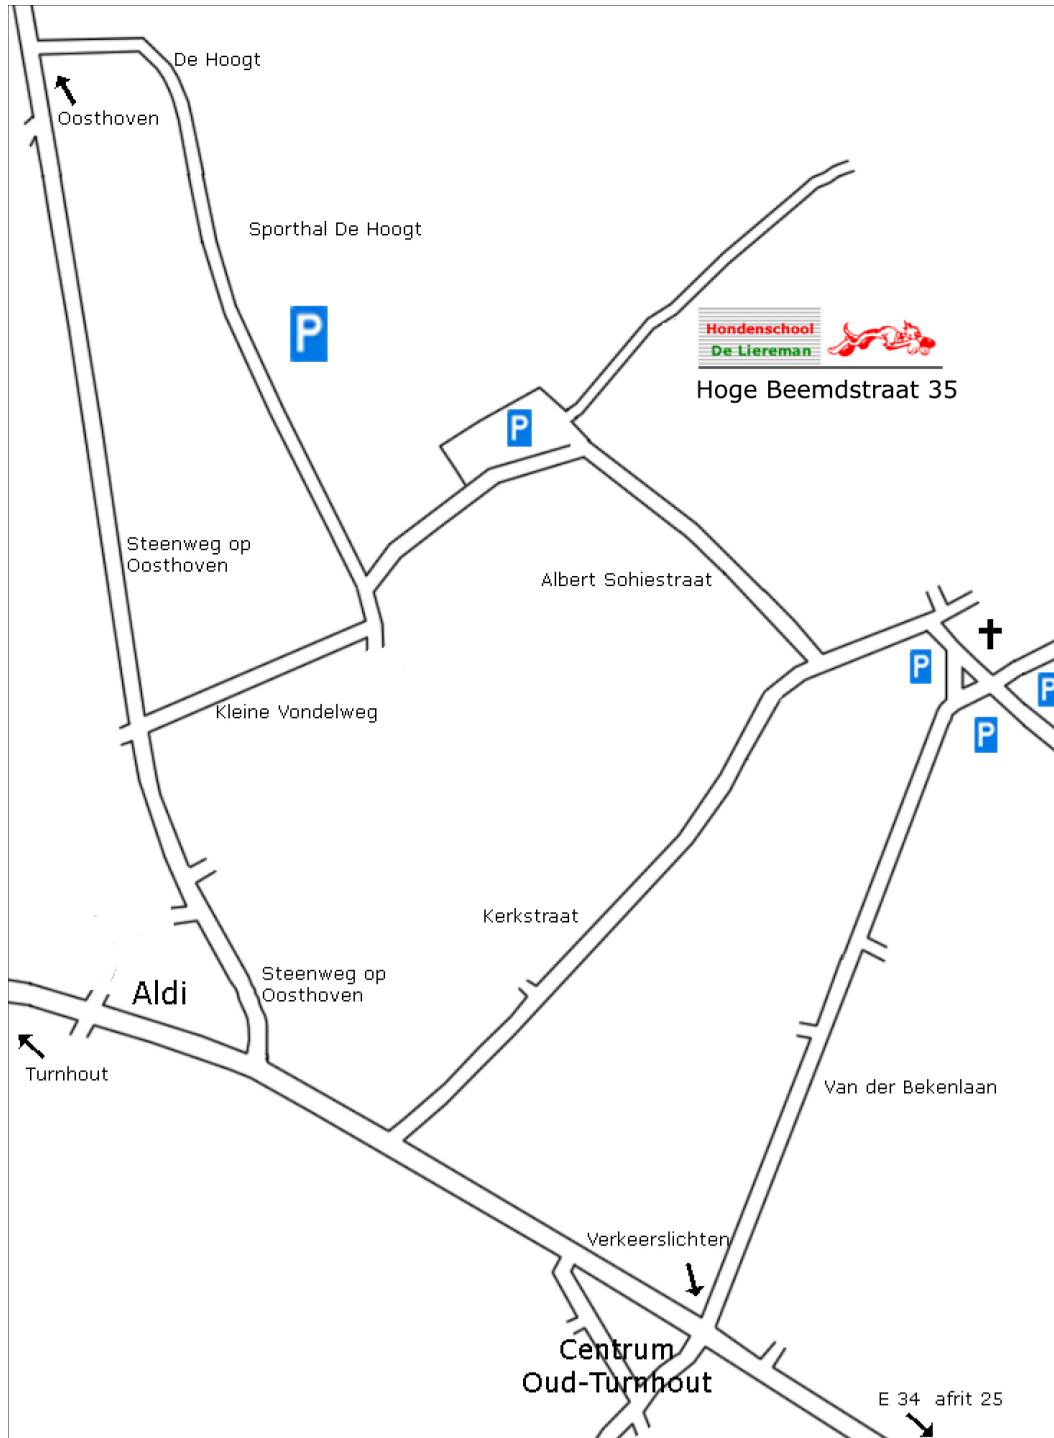 De Hoogt
Oosthoven
Sporthal De Hoogt
P
Hondenschool
De Liereman
Hoge Beemdstraat 35
P
Steenweg op
Oosthoven
Albert Sohiestraat
P
P
P
Kleine Vondelweg
Kerkstraat
Steenweg op
Oosthoven
Aldi
Turnhout
Van der Bekenlaan
Verkeerslichten
Centrum
Oud-Turnhout
E 34 afrit 25